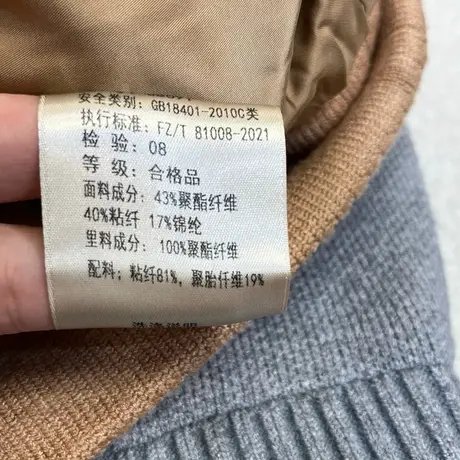 安全类别: GB18401-2010C类
执行标准: FZ/T 81008-2021
检 验: 08
等 级: 合格品
面料成分: 43%聚酯纤维
40%粘纤 17%锦纶
里料成分: 100%聚酯纤维
配料; 粘纤81%, 聚胎仟维19%